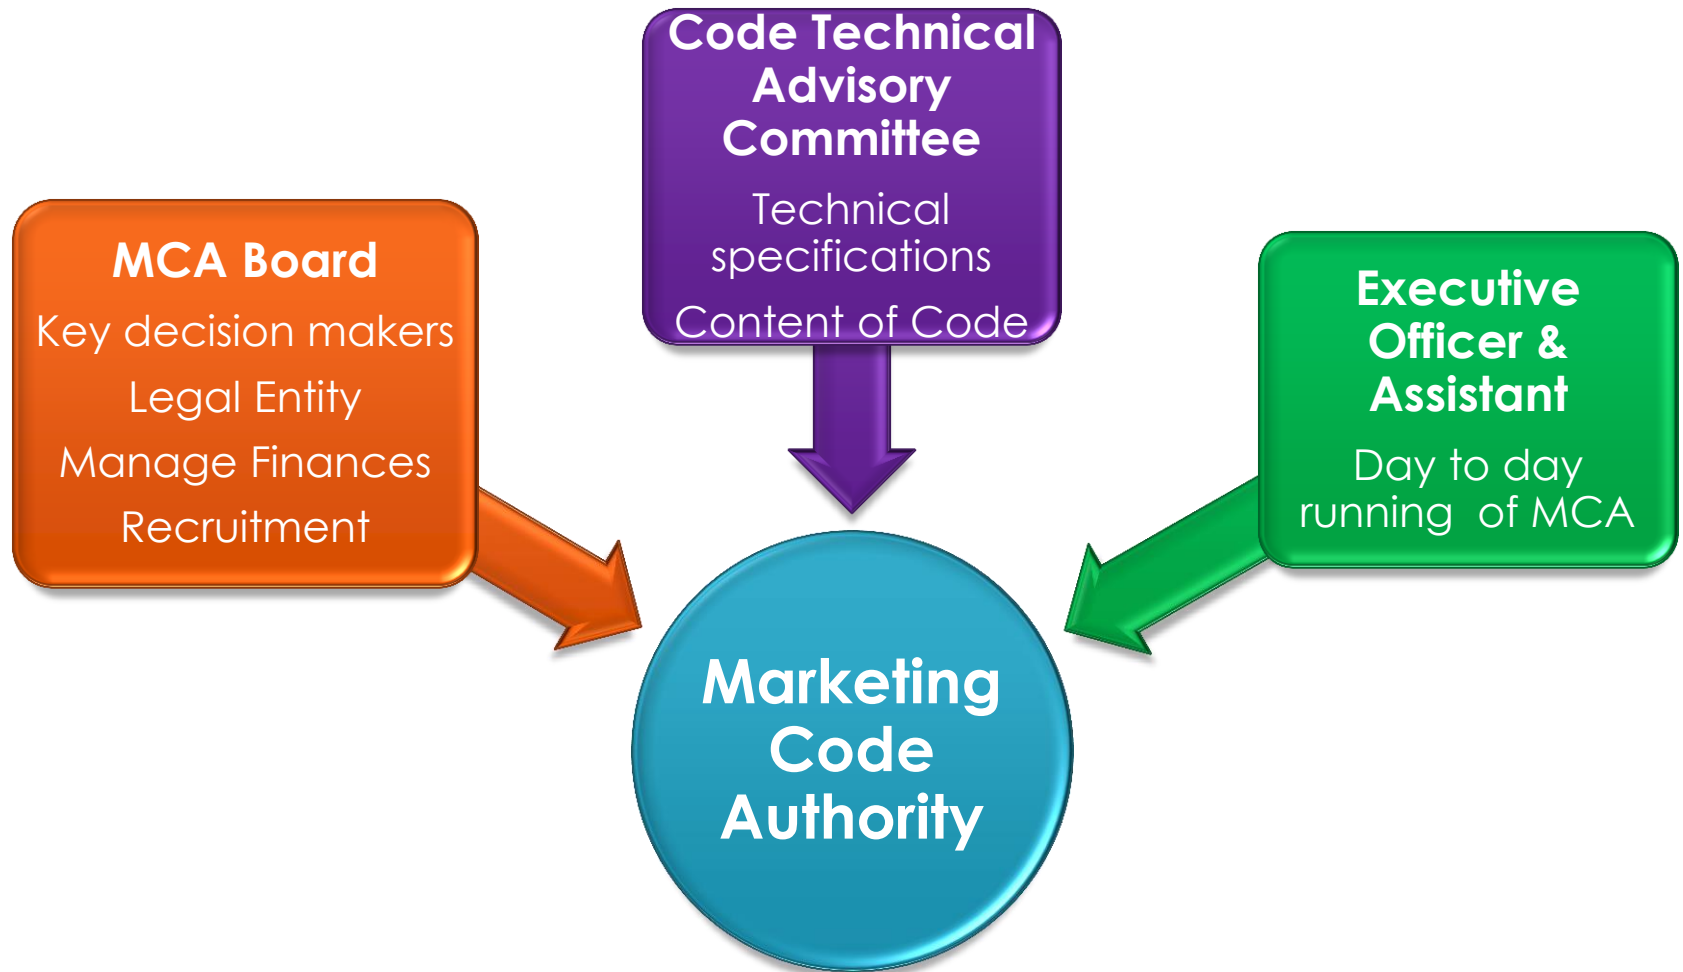 Code Technical
Advisory
Committee
Technical
specifications
Content of Code
MCA Board
Key decision makers
Legal Entity
Manage Finances
Recruitment
Executive
Officer &
Assistant
Day to day
running  of MCA
Marketing
Code
Authority